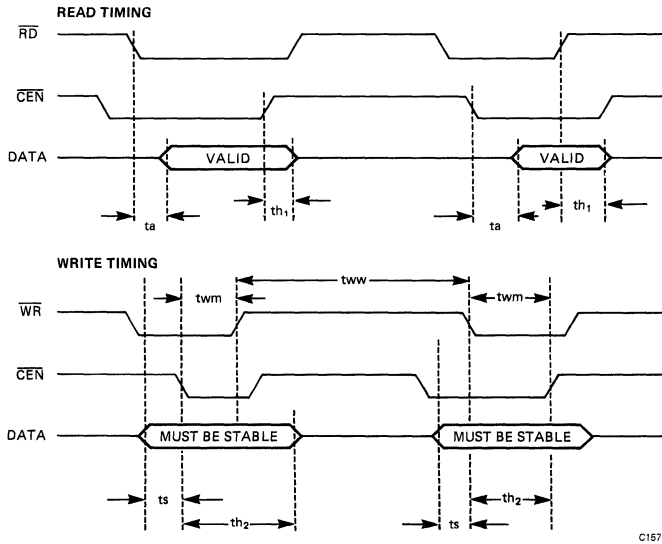 READ TIMING
RD
CEN
DATA VALID VALID
ta th1 ta th1
WRITE TIMING
twm tww twm
WR
CEN
DATA MUST BE STABLE MUST BE STABLE
ts th2 ts th2
C157